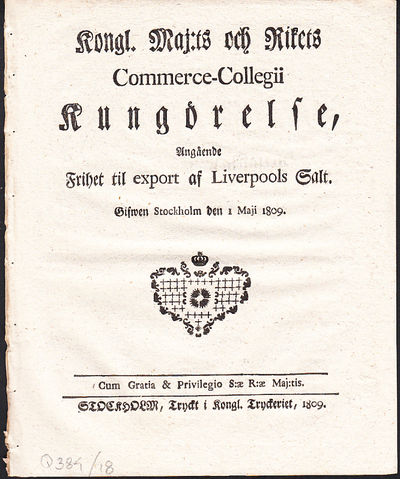 Kongl. Maj:ts och Rikets
Commerce-Collegii
Kungörelse,
Angående
Frihet til export af Liverpools Salt.
Gifwen Stockholm den 1 Maji 1809.
Cum Gratia & Privilegio S:æ R:æ Maj:tis.
STOCKHOLM, Tryckt i Kongl. Tryckeriet, 1809.
Q384/18